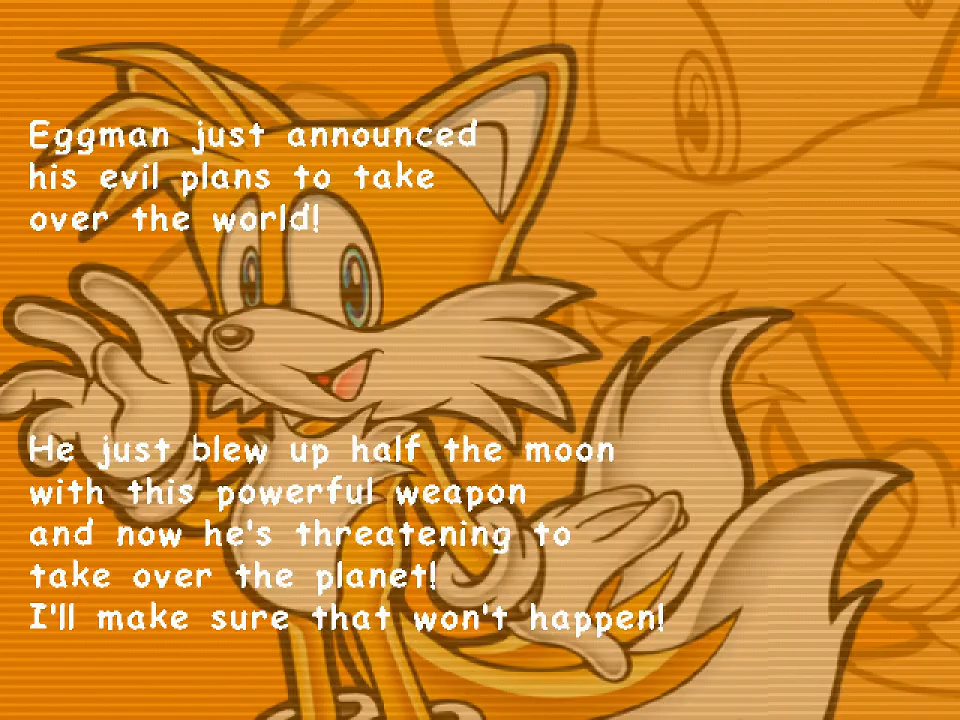 Eggman just announced
his evil plans to take
over the world!
He just blew up half the moon
with this powerful weapon
and now he's threatening to
take over the planet!
I'll make sure that won't happen!